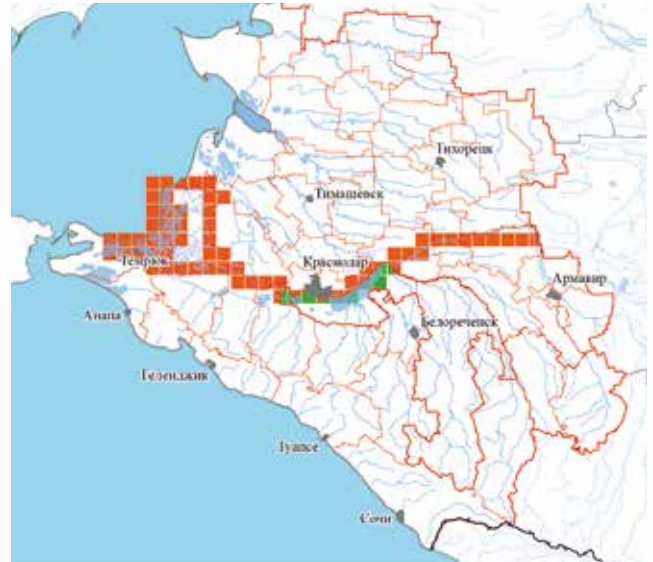 Тихорецк
Тимашевск
Темрюк
Краснодар
Армавир
Анапа
Белореченск
Геленджик
Туапсе
Сочи